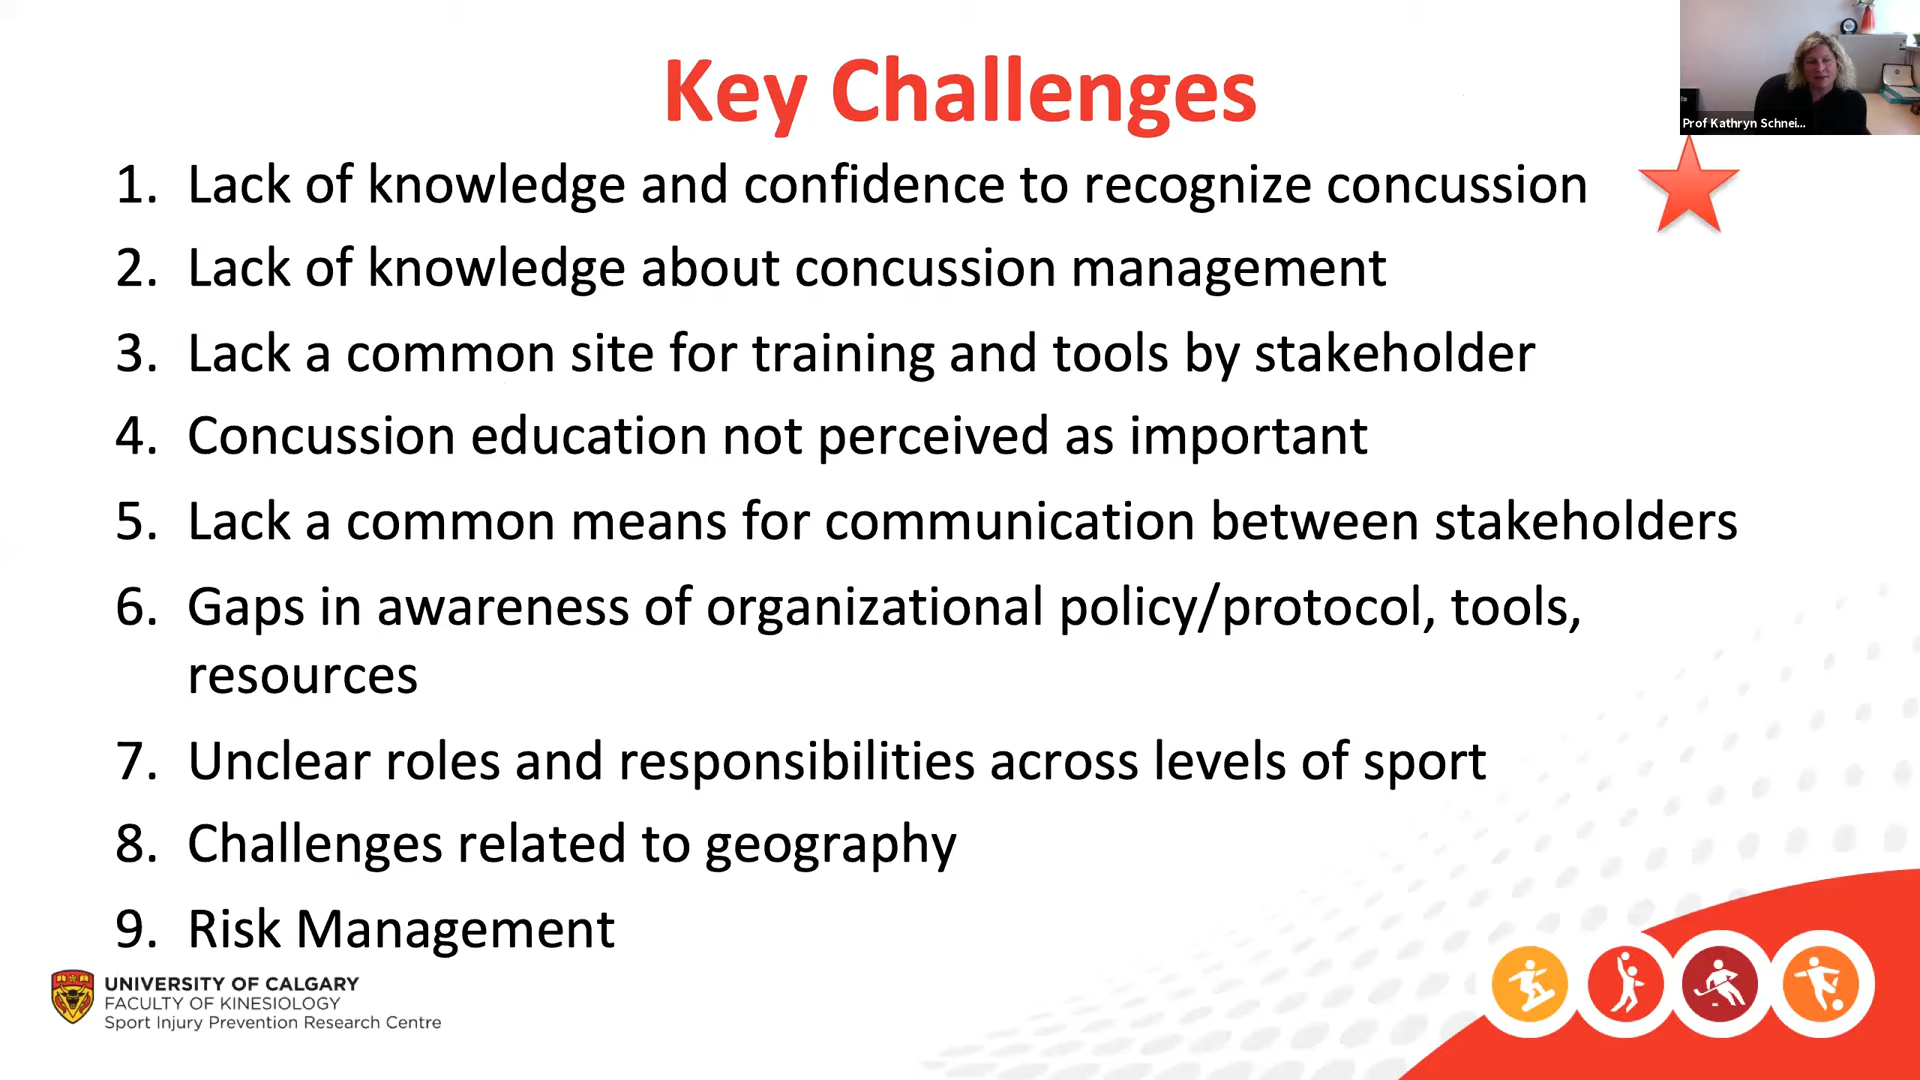 Key Challenges
Prof Kathryn Schnei...
1. Lack of knowledge and confidence to recognize concussion
2. Lack of knowledge about concussion management
3. Lack a common site for training and tools by stakeholder
4. Concussion education not perceived as important
5. Lack a common means for communication between stakeholders
6. Gaps in awareness of organizational policy/protocol, tools,
resources
7. Unclear roles and responsibilities across levels of sport
8. Challenges related to geography
9. Risk Management
UNIVERSITY OF CALGARY
FACULTY OF KINESIOLOGY
Sport Injury Prevention Research Centre